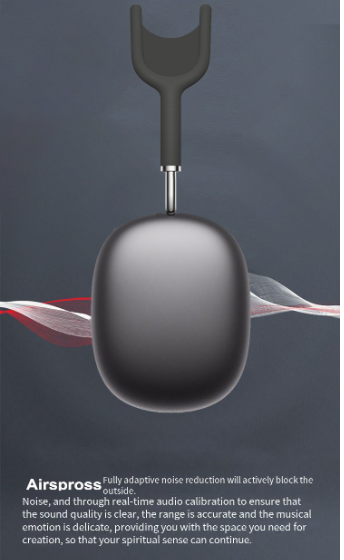 Airspross Fully adaptive noise reduction will actively block the
outside.
Noise, and through real-time audio calibration to ensure that
the sound quality is clear, the range is accurate and the musical
emotion is delicate, providing you with the space you need for
creation, so that your spiritual sense can continue.